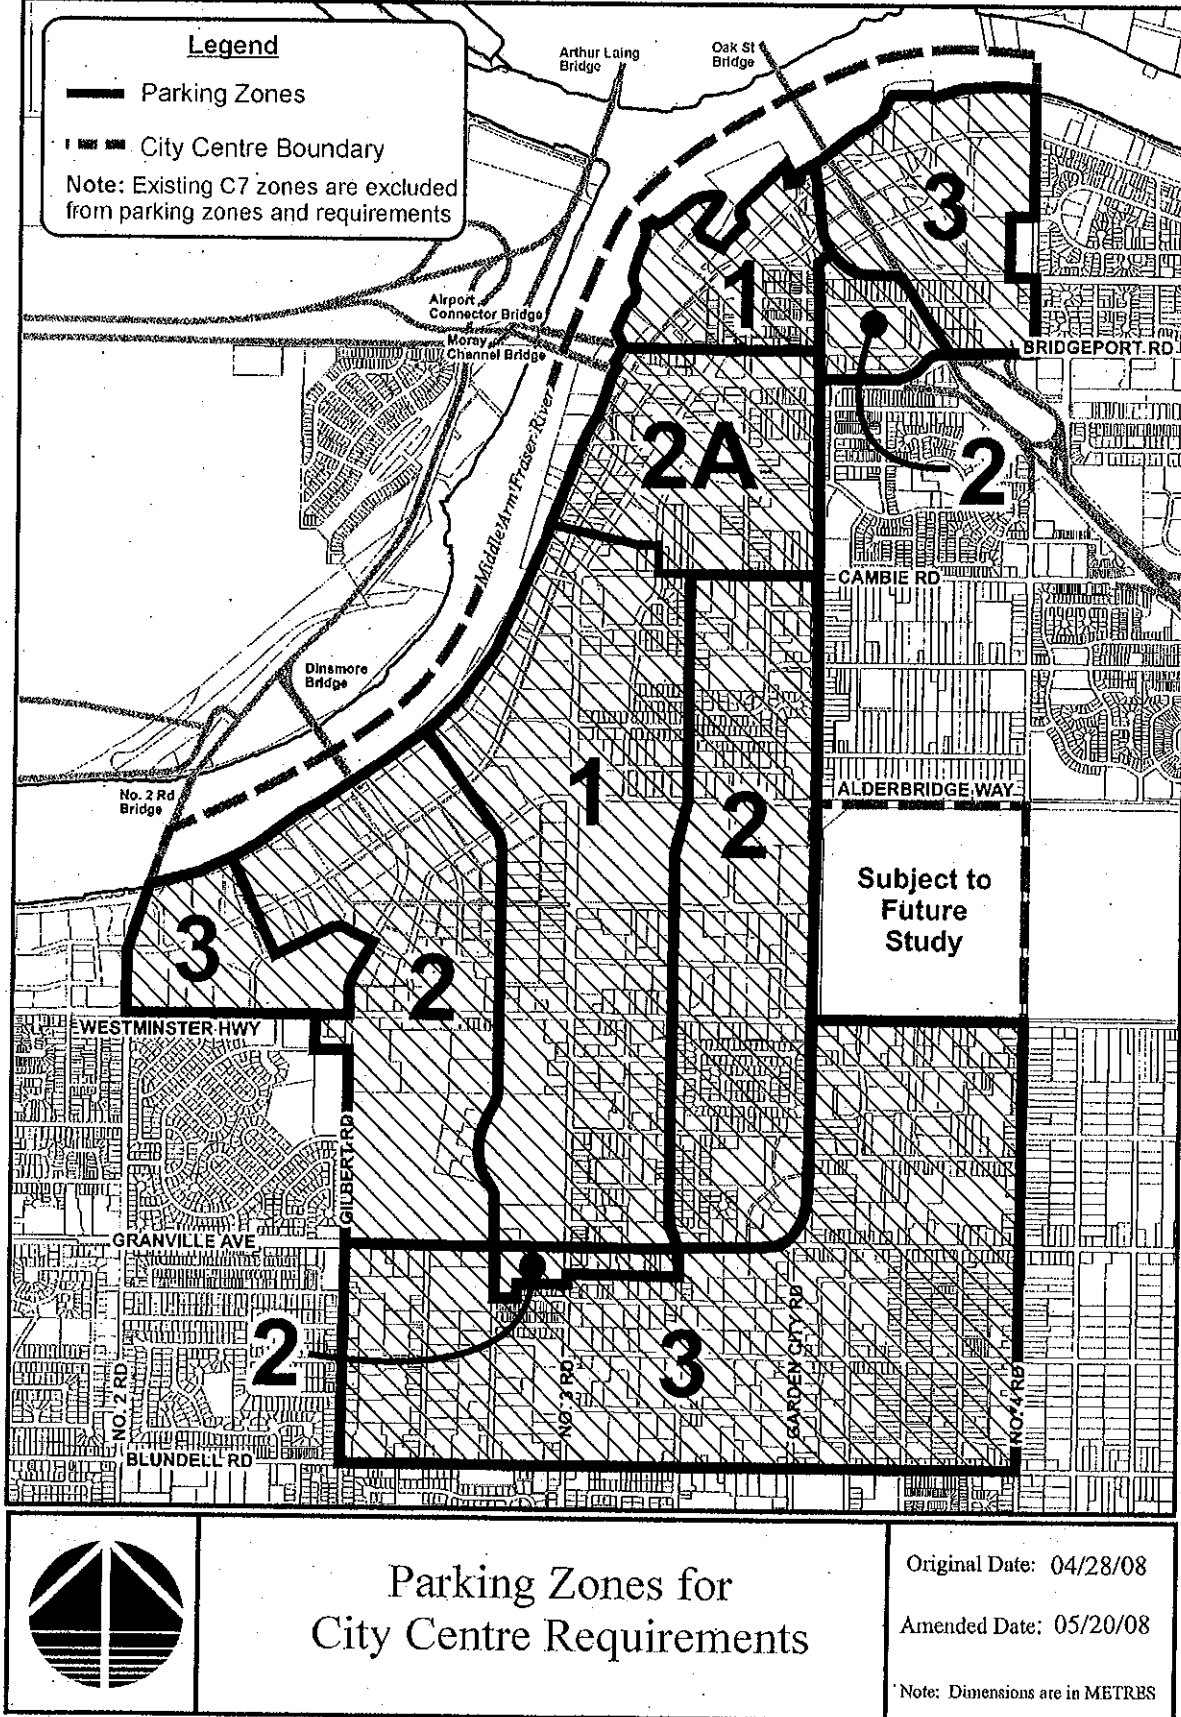 Legend
Parking Zones
City Centre Boundary
Note: Existing C7 zones are excluded
from parking zones and requirements
Arthur Laing
Bridge
Oak St
Bridge
3
1
Airport
Connector Bridge
Moray
Channel Bridge
BRIDGEPORT RD
2A
2
Middle Arm Fraser River
CAMBIE RD
Dinsmore
Bridge
No. 2 Rd
Bridge
1
2
ALDERBRIDGE WAY
Subject to
Future
Study
3
2
WESTMINSTER HWY
GILBERT RD
GRANVILLE AVE
2
3
NO. 2 RD
NO. 3 RD
GARDEN CITY RD
NO. 4 RD
BLUNDELL RD
Parking Zones for
City Centre Requirements
Original Date: 04/28/08
Amended Date: 05/20/08
Note: Dimensions are in METRES